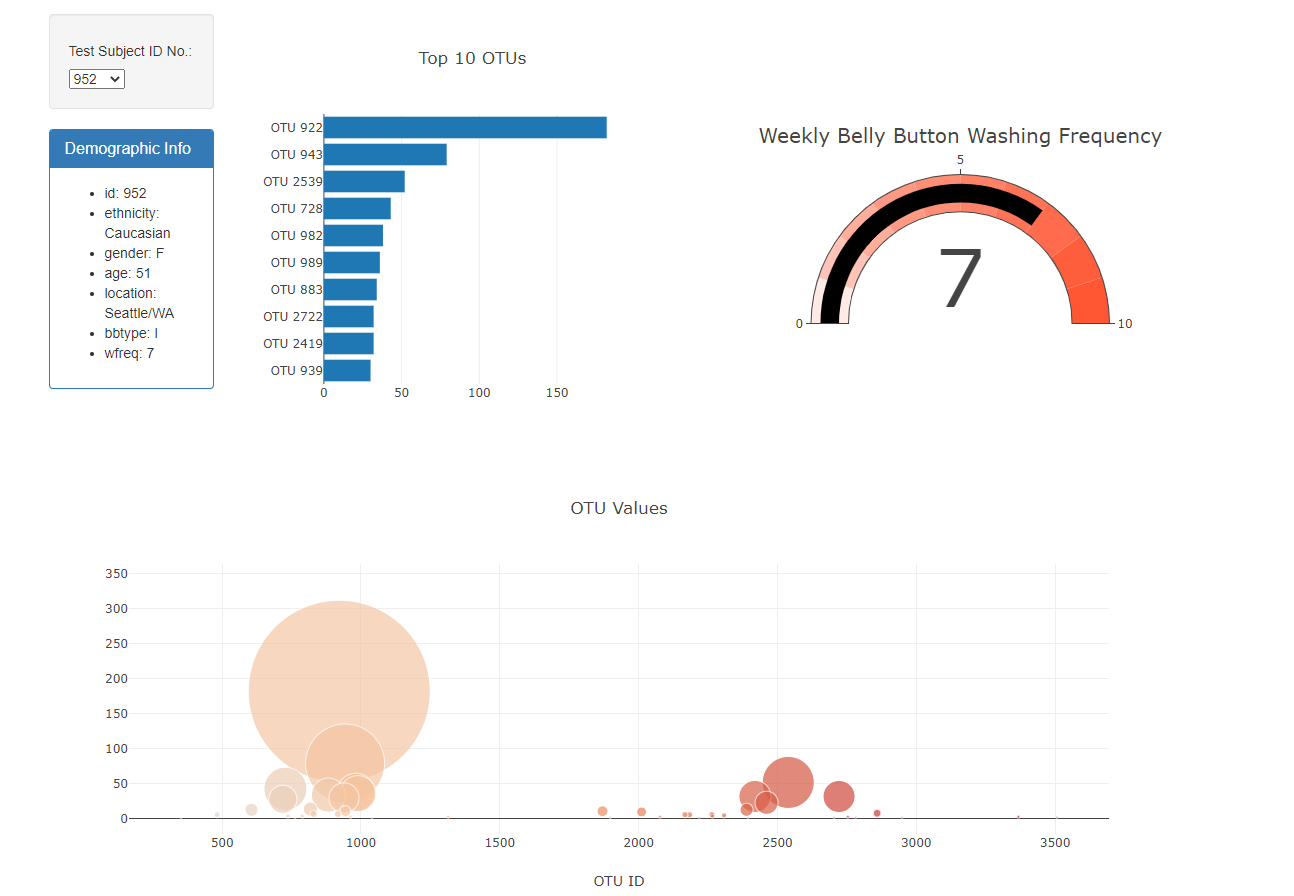 Test Subject ID No.:
952
Demographic Info
id: 952
ethnicity:
Caucasian
gender: F
age: 51
location:
Seattle/WA
bbtype: I
wfreq: 7
Top 10 OTUs
OTU 922
OTU 943
OTU 2539
OTU 728
OTU 982
OTU 989
OTU 883
OTU 2722
OTU 2419
OTU 939
0 50 100 150
Weekly Belly Button Washing Frequency
5
7
0 10
OTU Values
350
300
250
200
150
100
50
0
500 1000 1500 2000 2500 3000 3500
OTU ID